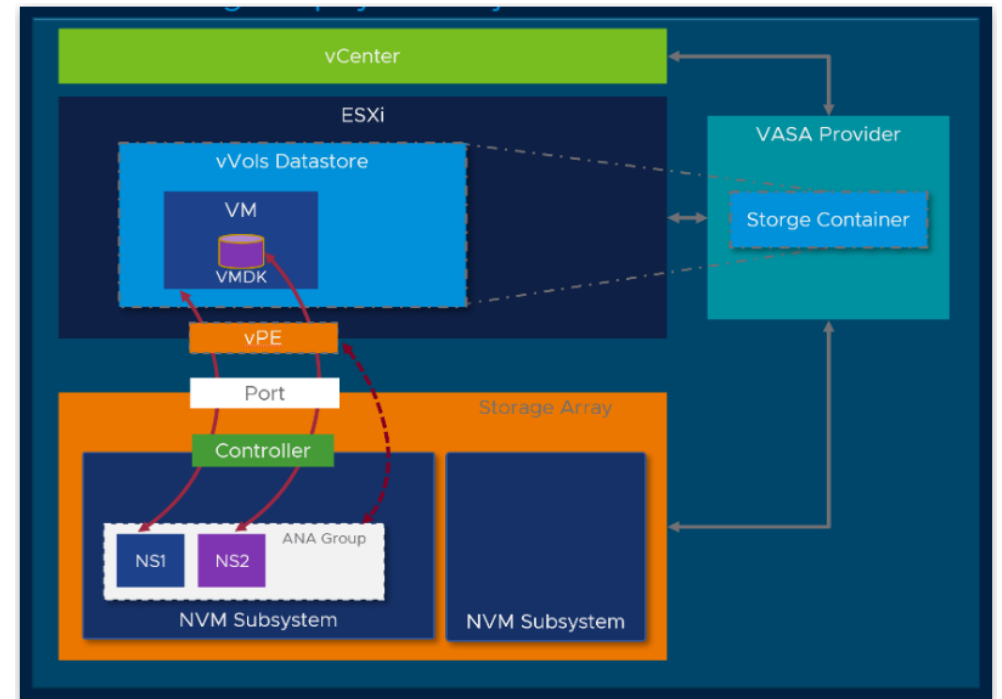 vCenter
ESXi
VASA Provider
vVols Datastore
VM
Storge Container
VMDK
vPE
Port
Storage Array
Controller
ANA Group
NS1
NS2
NVM Subsystem
NVM Subsystem